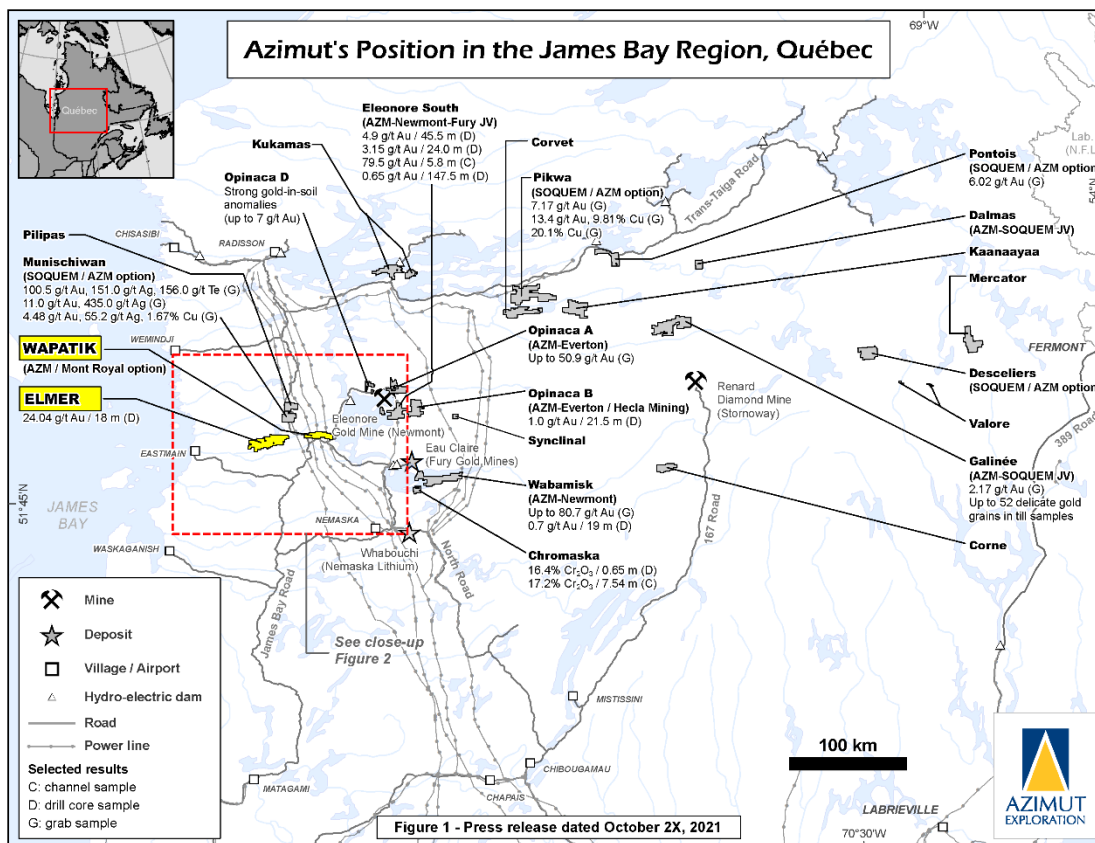 Azimut's Position in the James Bay Region, Québec
69°W
Québec
Lab.
(N.F.L
54°N
Eleonore South
(AZM-Newmont-Fury JV)
4.9 g/t Au / 45.5 m (D)
3.15 g/t Au / 24.0 m (D)
79.5 g/t Au / 5.8 m (C)
0.65 g/t Au / 147.5 m (D)
Kukamas
Corvet
Opinaca D
Strong gold-in-soil
anomalies
(up to 7 g/t Au)
Pikwa
(SOQUEM / AZM option)
7.17 g/t Au (G)
13.4 g/t Au, 9.81% Cu (G)
20.1% Cu (G)
Trans-Taiga Road
Pontois
(SOQUEM / AZM option)
6.02 g/t Au (G)
Dalmas
(AZM-SOQUEM JV)
Kaanaayaa
Mercator
CHISASIBI
RADISSON
Pilipas
Munischiwan
(SOQUEM / AZM option)
100.5 g/t Au, 151.0 g/t Ag, 156.0 g/t Te (G)
11.0 g/t Au, 435.0 g/t Ag (G)
4.48 g/t Au, 55.2 g/t Ag, 1.67% Cu (G)
WEMINDJI
WAPATIK
(AZM / Mont Royal option)
ELMER
24.04 g/t Au / 18 m (D)
Opinaca A
(AZM-Everton)
Up to 50.9 g/t Au (G)
Opinaca B
(AZM-Everton / Hecla Mining)
1.0 g/t Au / 21.5 m (D)
Synclinal
Eleonore
Gold Mine (Newmont)
Eau Claire
(Fury Gold Mines)
Wabamisk
(AZM-Newmont)
Up to 80.7 g/t Au (G)
0.7 g/t Au / 19 m (D)
Chromaska
16.4% Cr₂O₃ / 0.65 m (D)
17.2% Cr₂O₃ / 7.54 m (C)
Renard
Diamond Mine
(Stornoway)
FERMONT
Desceliers
(SOQUEM / AZM option
Valore
Galinée
(AZM-SOQUEM JV)
2.17 g/t Au (G)
Up to 52 delicate gold
grains in till samples
Corne
389 Road
167 Road
EASTMAIN
51°45'N
JAMES
BAY
NEMASKA
WASKAGANISH
Whabouchi
(Nemaska Lithium)
North Road
James Bay Road
See close-up
Figure 2
Mine
Deposit
Village / Airport
Hydro-electric dam
Road
Power line
Selected results
C: channel sample
D: drill core sample
G: grab sample
MISTISSINI
CHIBOUGAMAU
CHAPAIS
MATAGAMI
100 km
LABRIEVILLE
70°30'W
AZIMUT
EXPLORATION
Figure 1 - Press release dated October 2X, 2021